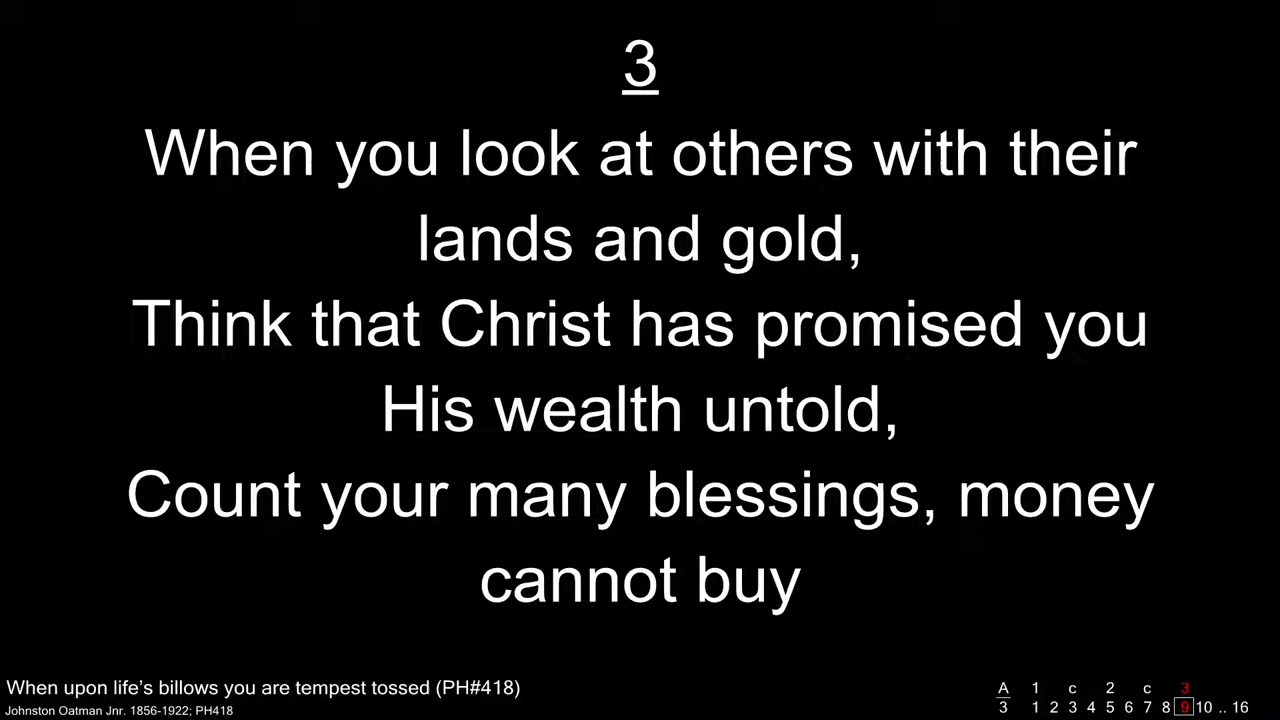 3
When you look at others with their
lands and gold,
Think that Christ has promised you
His wealth untold,
Count your many blessings, money
cannot buy
When upon life’s billows you are tempest tossed (PH#418)
Johnston Oatman Jnr. 1856-1922; PH418
A 1 c 2 c 3
3 1 2 3 4 5 6 7 8 9 10 .. 16